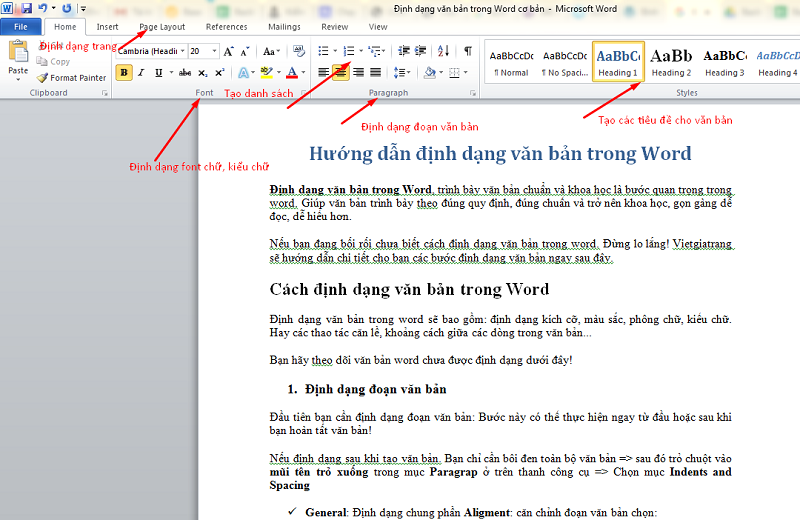 Định dạng văn bản trong Word cơ bản - Microsoft Word
File Home Insert Page Layout References Mailings Review View
Định dạng trang
Copy
Format Painter
Paste
Clipboard
Cambria (Headi 20
Font
Paragraph
AaBbCcDc AaBbCcDc AaBbCc AaBb AaBbCc AaBbCc
¶ Normal ¶ No Spaci... Heading 1 Heading 2 Heading 3 Heading 4
Styles
Tạo danh sách
Định dạng đoạn văn bản
Tạo các tiêu đề cho văn bản
Định dạng font chữ, kiểu chữ
Hướng dẫn định dạng văn bản trong Word
Định dạng văn bản trong Word, trình bày văn bản chuẩn và khoa học là bước quan trọng trong
word. Giúp văn bản trình bày theo đúng quy định, đúng chuẩn và trở nên khoa học, gọn gàng dễ
đọc, dễ hiểu hơn.
Nếu bạn đang bối rối chưa biết cách định dạng văn bản trong word. Đừng lo lắng! Vietgiatrang
sẽ hướng dẫn chi tiết cho bạn các bước định dạng văn bản ngay sau đây.
Cách định dạng văn bản trong Word
Định dạng văn bản trong word sẽ bao gồm: định dạng kích cỡ, màu sắc, phông chữ, kiểu chữ.
Hay các thao tác căn lề, khoảng cách giữa các dòng trong văn bản...
Bạn hãy theo dõi văn bản word chưa được định dạng dưới đây!
1. Định dạng đoạn văn bản
Đầu tiên bạn cần định dạng đoạn văn bản: Bước này có thể thực hiện ngay từ đầu hoặc sau khi
bạn hoàn tất văn bản!
Nếu định dạng sau khi tạo văn bản. Bạn chỉ cần bôi đen toàn bộ văn bản => sau đó trỏ chuột vào
mũi tên trỏ xuống trong mục Paragrap ở trên thanh công cụ => Chọn mục Indents and
Spacing
✓ General: Định dạng chung phần Aligment: căn chỉnh đoạn văn bản chọn: